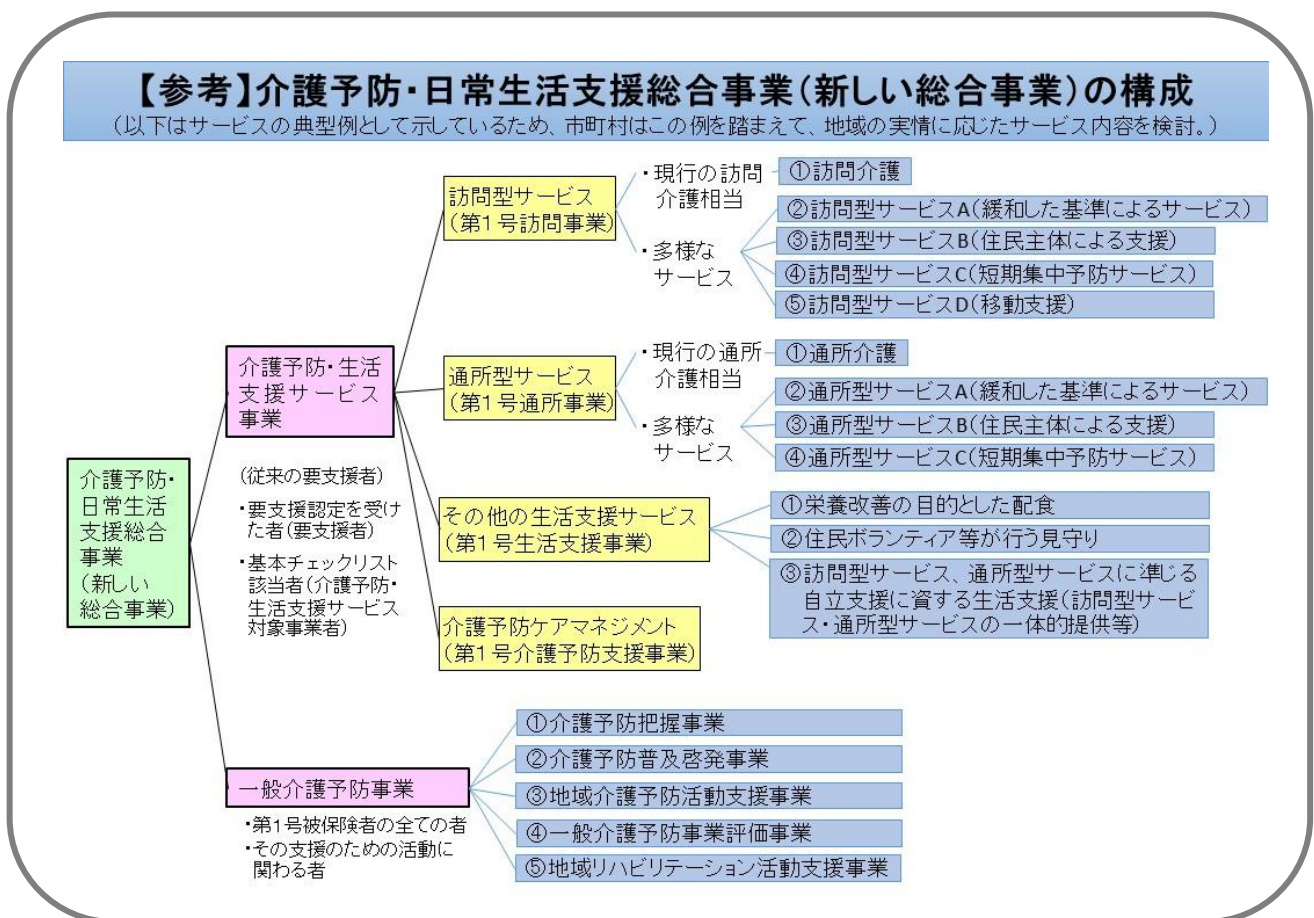 【参考】介護予防・日常生活支援総合事業(新しい総合事業)の構成
(以下はサービスの典型例として示しているため、市町村はこの例を踏まえて、地域の実情に応じたサービス内容を検討。)
介護予防・
日常生活
支援総合
事業
(新しい
総合事業)
介護予防・生活
支援サービス
事業
(従来の要支援者)
・要支援認定を受け
た者(要支援者)
・基本チェックリスト
該当者(介護予防・
生活支援サービス
対象事業者)
訪問型サービス
(第1号訪問事業)
・現行の訪問
介護相当
①訪問介護
・多様な
サービス
②訪問型サービスA(緩和した基準によるサービス)
③訪問型サービスB(住民主体による支援)
④訪問型サービスC(短期集中予防サービス)
⑤訪問型サービスD(移動支援)
通所型サービス
(第1号通所事業)
・現行の通所
介護相当
①通所介護
・多様な
サービス
②通所型サービスA(緩和した基準によるサービス)
③通所型サービスB(住民主体による支援)
④通所型サービスC(短期集中予防サービス)
その他の生活支援サービス
(第1号生活支援事業)
①栄養改善の目的とした配食
②住民ボランティア等が行う見守り
③訪問型サービス、通所型サービスに準じる
自立支援に資する生活支援(訪問型サービ
ス・通所型サービスの一体的提供等)
介護予防ケアマネジメント
(第1号介護予防支援事業)
一般介護予防事業
・第1号被保険者の全ての者
・その支援のための活動に
関わる者
①介護予防把握事業
②介護予防普及啓発事業
③地域介護予防活動支援事業
④一般介護予防事業評価事業
⑤地域リハビリテーション活動支援事業